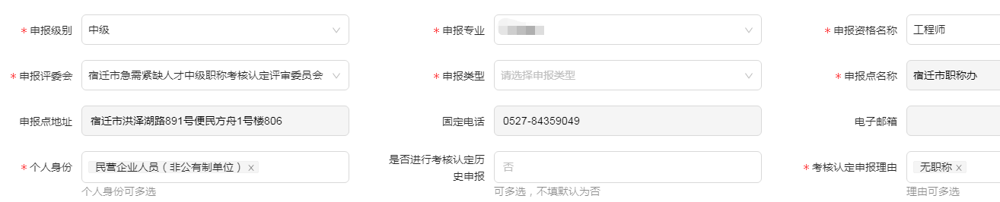 * 申报级别 中级 * 申报专业 * 申报资格名称 工程师
* 申报评委会 宿迁市急需紧缺人才中级职称考核认定评审委员会 * 申报类型 请选择申报类型 * 申报点名称 宿迁市职称办
申报点地址 宿迁市洪泽湖路891号便民方舟1号楼806 固定电话 0527-84359049 电子邮箱
* 个人身份 民营企业人员（非公有制单位） x 是否进行考核认定历 否 * 考核认定申报理由 无职称 x
史申报
个人身份可多选 可多选，不填默认为否 理由可多选